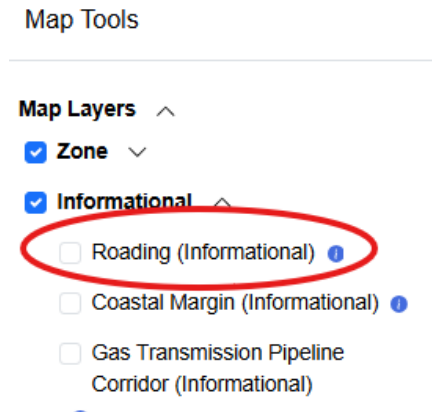 Map Tools
Map Layers
Zone
Informational
Roading (Informational)
Coastal Margin (Informational)
Gas Transmission Pipeline
Corridor (Informational)